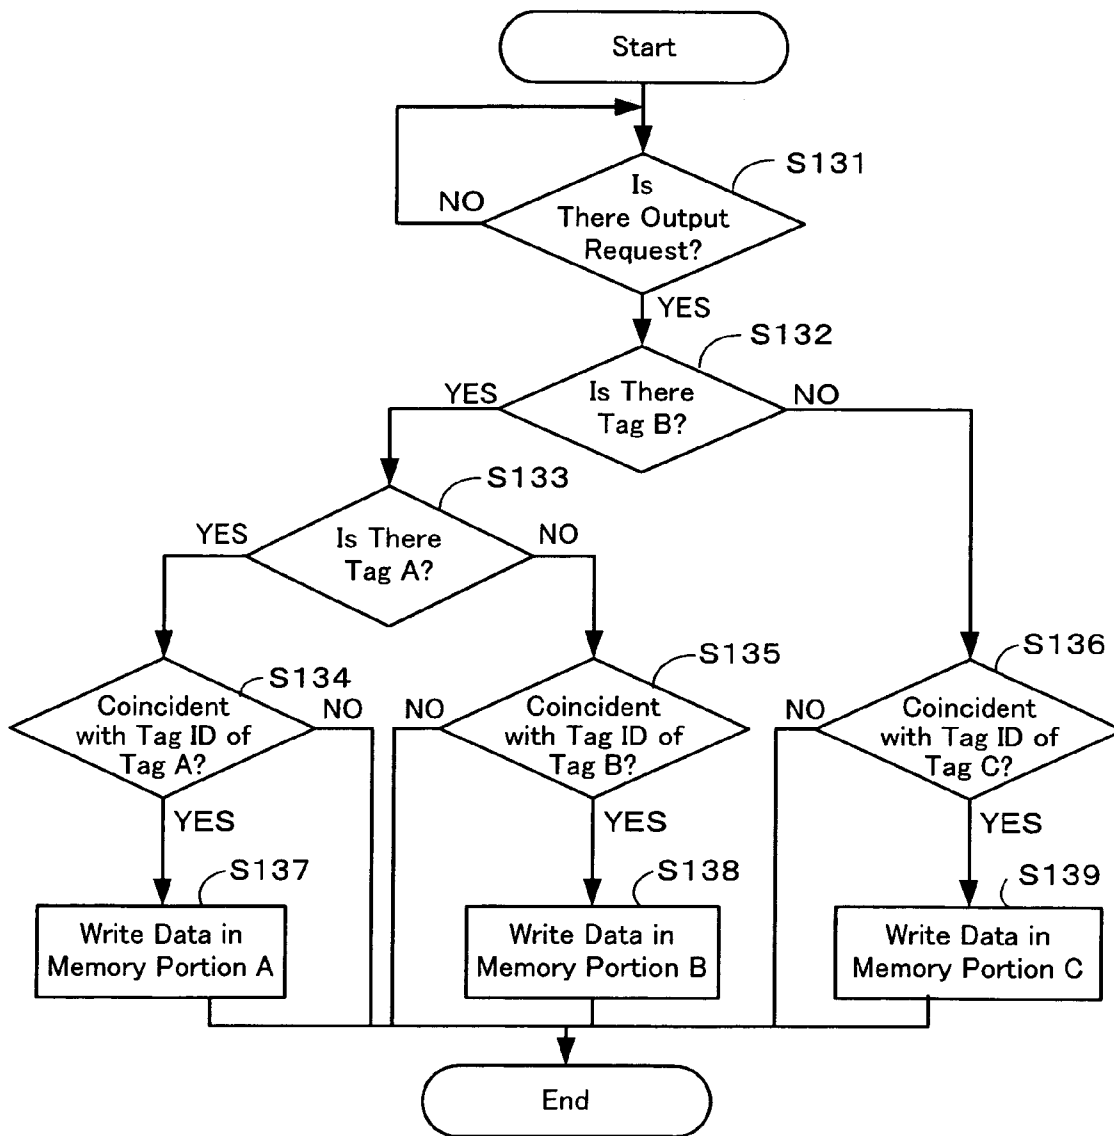 Start
S131
Is
There Output
Request?
NO
YES
S132
Is There
Tag B?
YES
NO
S133
Is There
Tag A?
YES
NO
S134
Coincident
with Tag ID of
Tag A?
NO
YES
S135
Coincident
with Tag ID of
Tag B?
NO
YES
S136
Coincident
with Tag ID of
Tag C?
NO
YES
S137
Write Data in
Memory Portion A
S138
Write Data in
Memory Portion B
S139
Write Data in
Memory Portion C
End